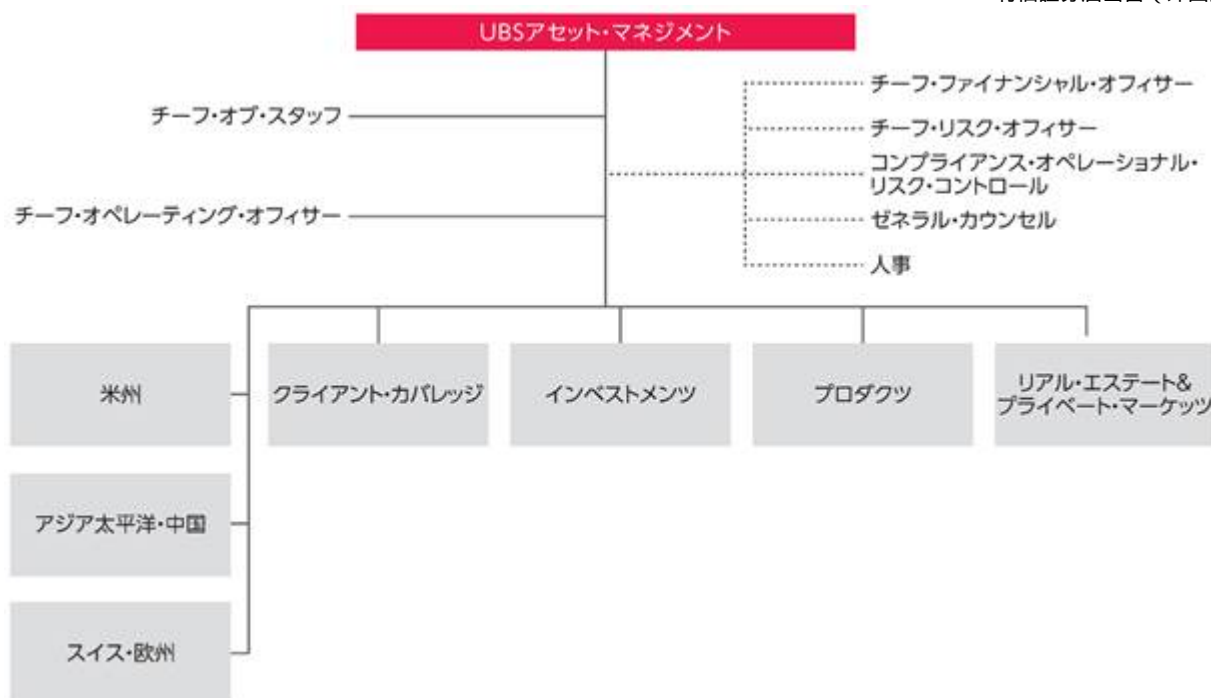 UBSアセット・マネジメント
チーフ・オブ・スタッフ
チーフ・オペレーティング・オフィサー
チーフ・ファイナンシャル・オフィサー
チーフ・リスク・オフィサー
コンプライアンス・オペレーショナル・
リスク・コントロール
ゼネラル・カウンセル
人事
米州
クライアント・カバレッジ
インベストメンツ
プロダクツ
リアル・エステート&
プライベート・マーケッツ
アジア太平洋・中国
スイス・欧州